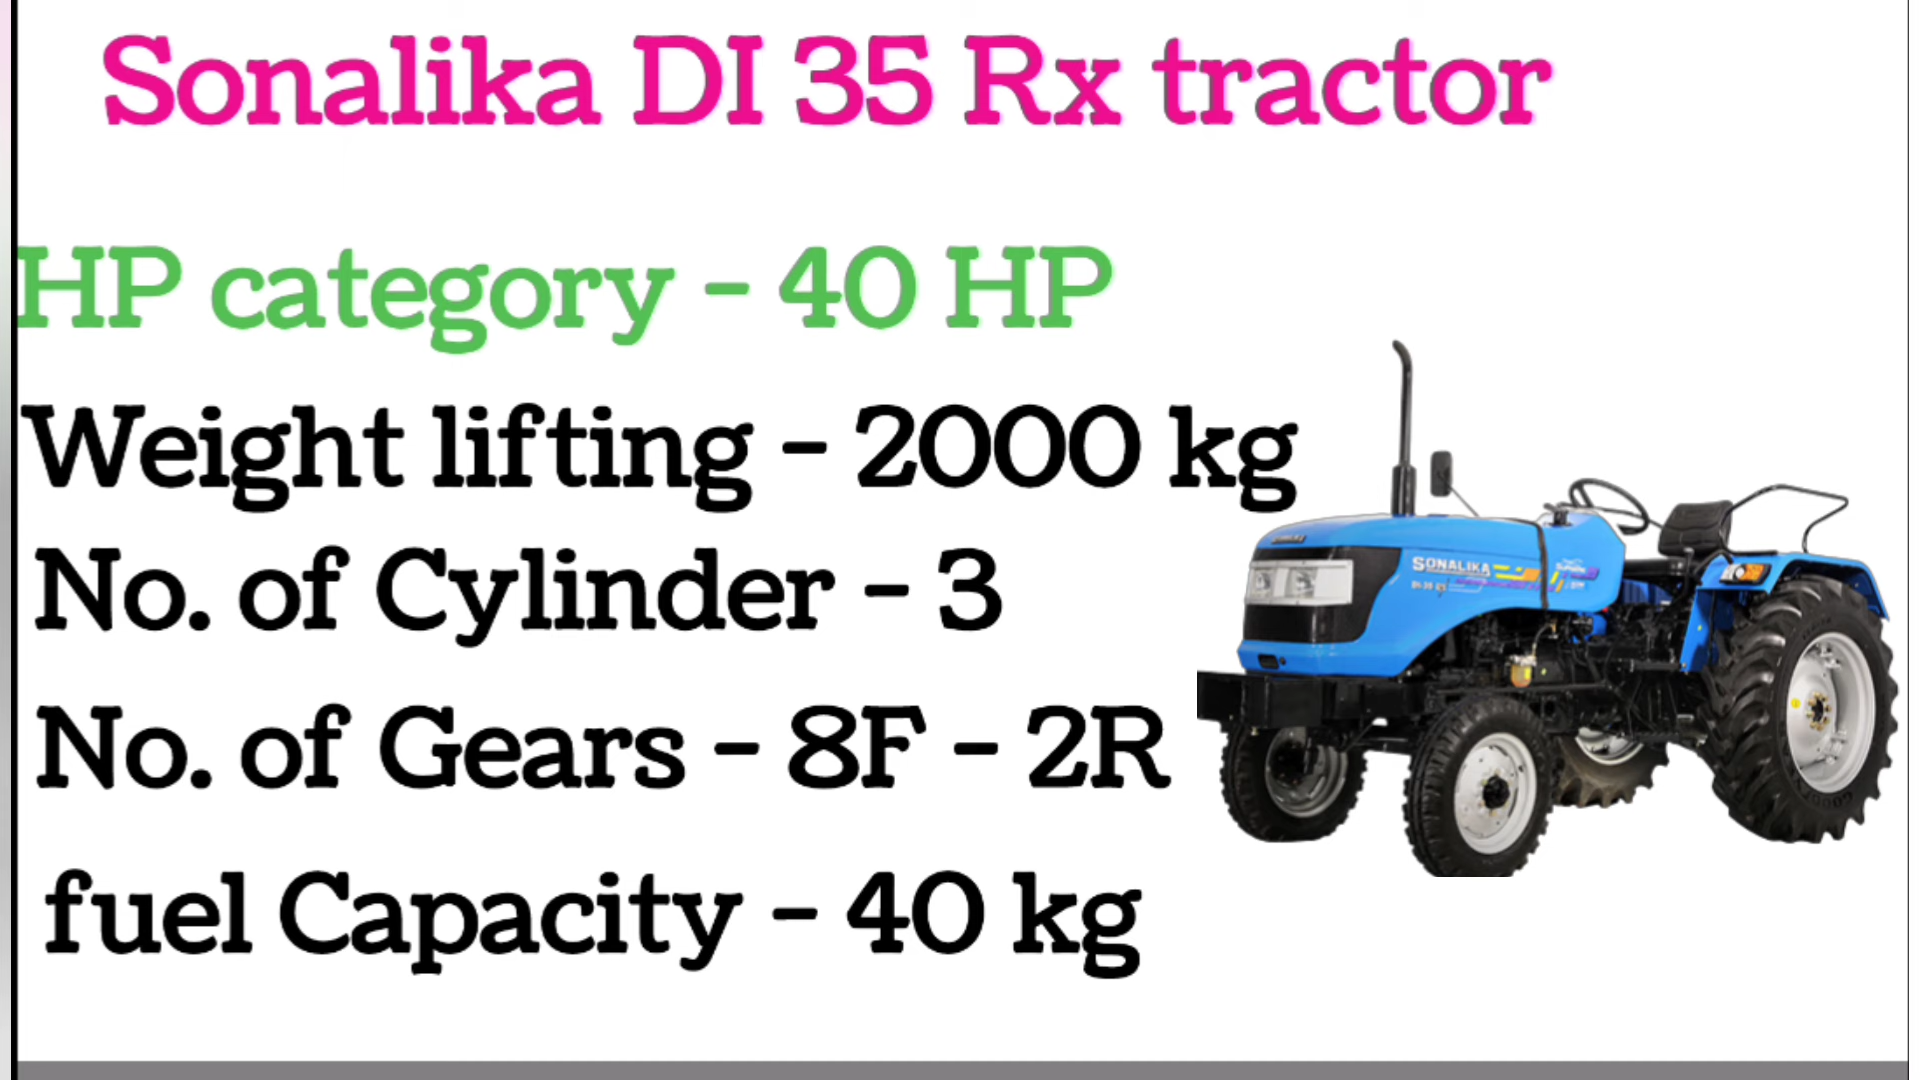 Sonalika DI 35 Rx tractor
HP category - 40 HP
Weight lifting - 2000 kg
No. of Cylinder - 3
No. of Gears - 8F - 2R
fuel Capacity - 40 kg
SONALIKA